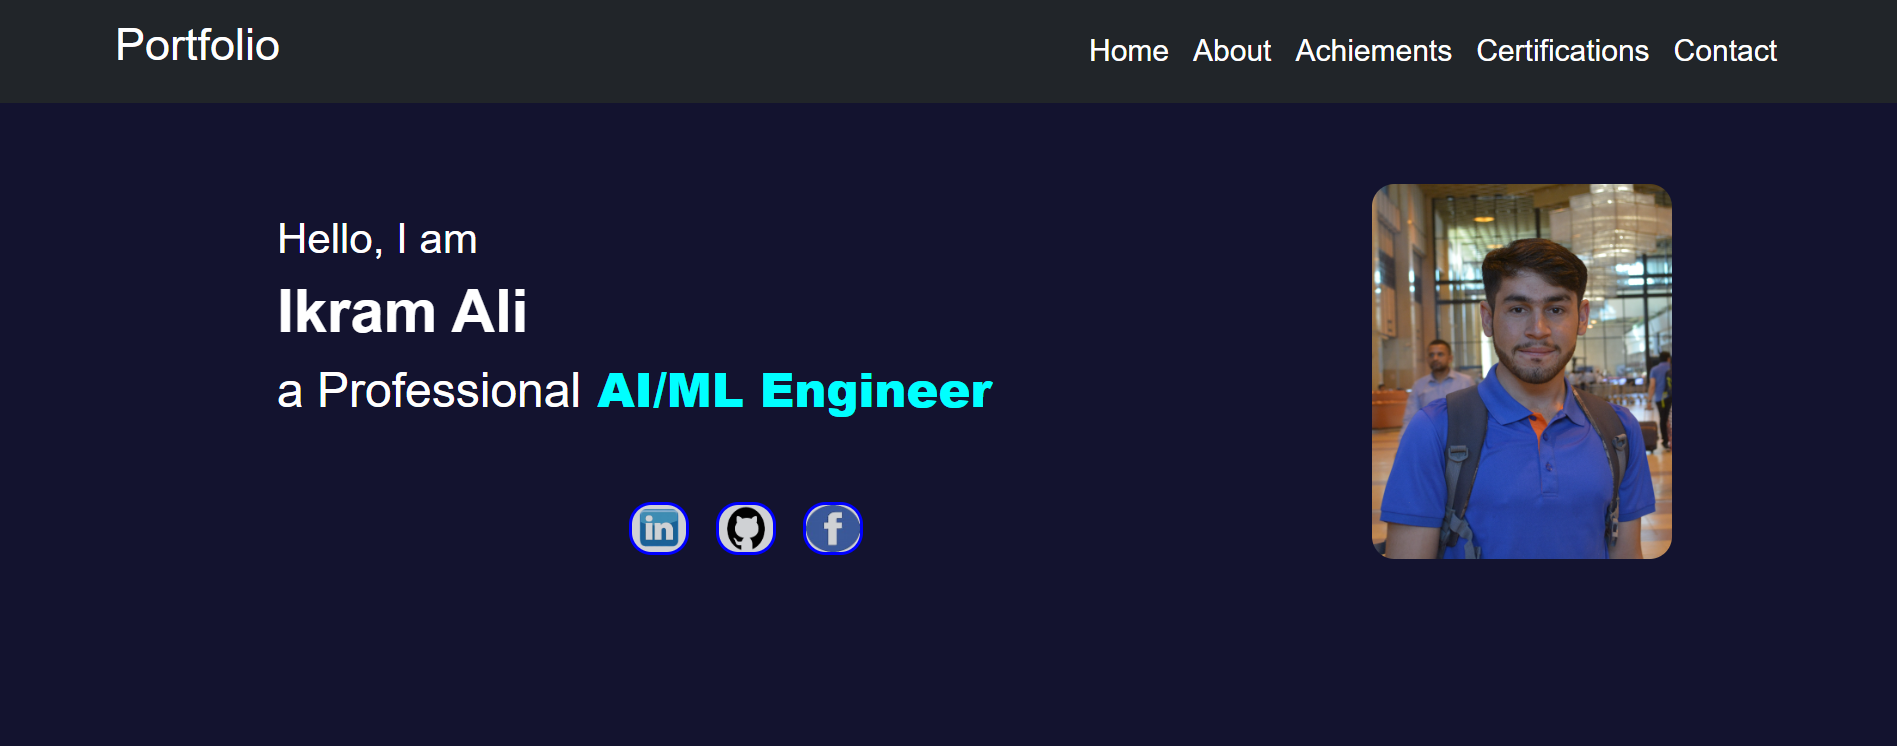 Portfolio
Home About Achiements Certifications Contact
Hello, I am
Ikram Ali
a Professional AI/ML Engineer
in
f